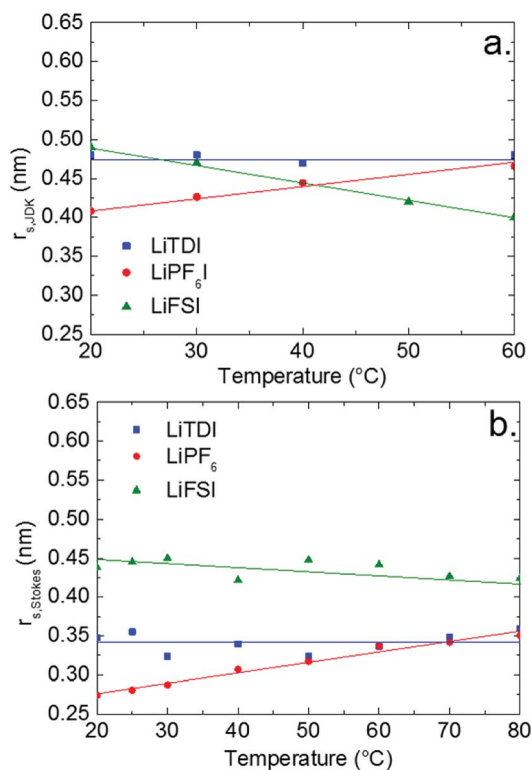 a.
0.65
0.60
0.55
0.50
0.45
0.40
0.35
0.30
0.25
r_s,JDK (nm)
LiTDI
LiPF₆I
LiFSI
20 30 40 50 60
Temperature (°C)
b.
0.65
0.60
0.55
0.50
0.45
0.40
0.35
0.30
0.25
r_s,Stokes (nm)
LiTDI
LiPF₆
LiFSI
20 30 40 50 60 70 80
Temperature (°C)